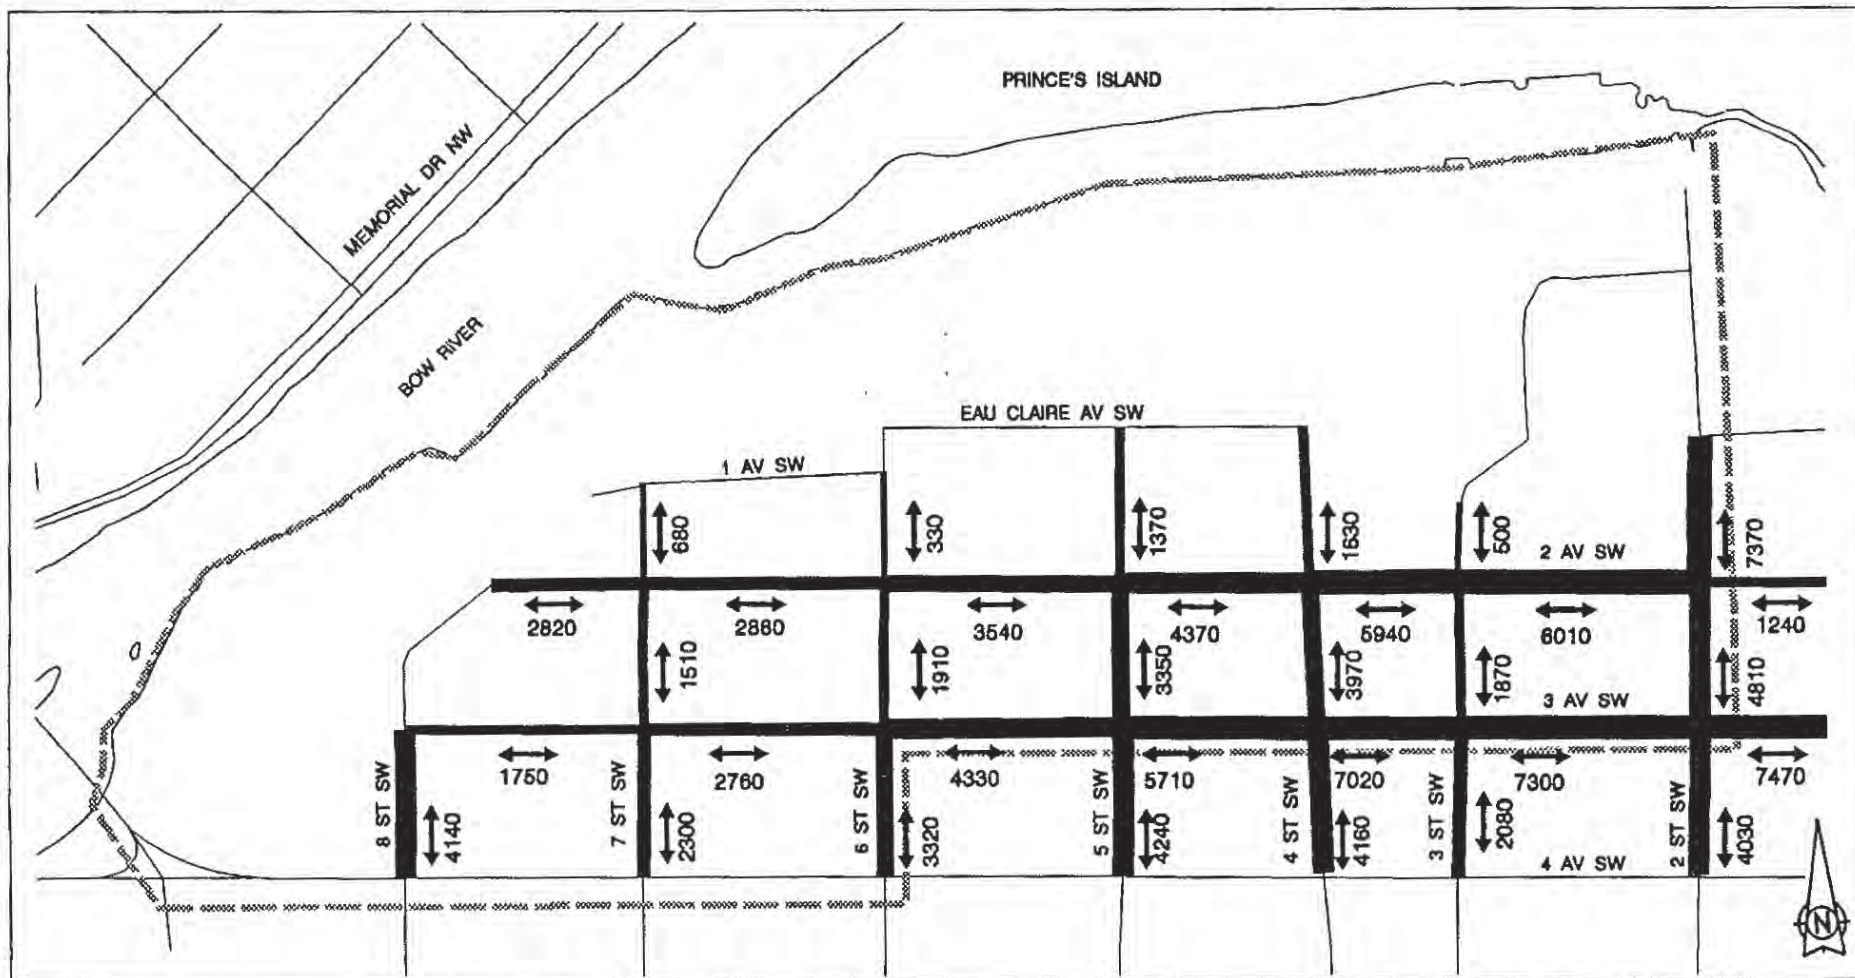 PRINCE'S ISLAND
MEMORIAL DR NW
BOW RIVER
EAU CLAIRE AV SW
1 AV SW
680
330
1370
1630
500
2 AV SW
7370
2820
2860
3540
4370
5940
6010
1240
1510
1910
3350
3970
1870
3 AV SW
4810
1750
2760
4330
5710
7020
7300
7470
8 ST SW
4140
7 ST SW
2300
6 ST SW
3320
5 ST SW
4240
4 ST SW
4160
3 ST SW
2080
4 AV SW
2 ST SW
4030
N